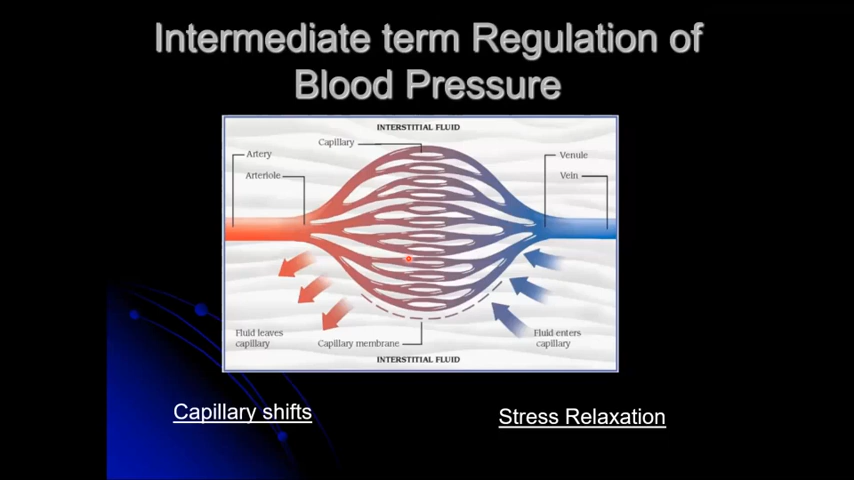 Intermediate term Regulation of
Blood Pressure
INTERSTITIAL FLUID
Capillary
Artery
Venule
Arteriole
Vein
Fluid leaves
capillary
Capillary membrane
Fluid enters
capillary
INTERSTITIAL FLUID
Capillary shifts
Stress Relaxation